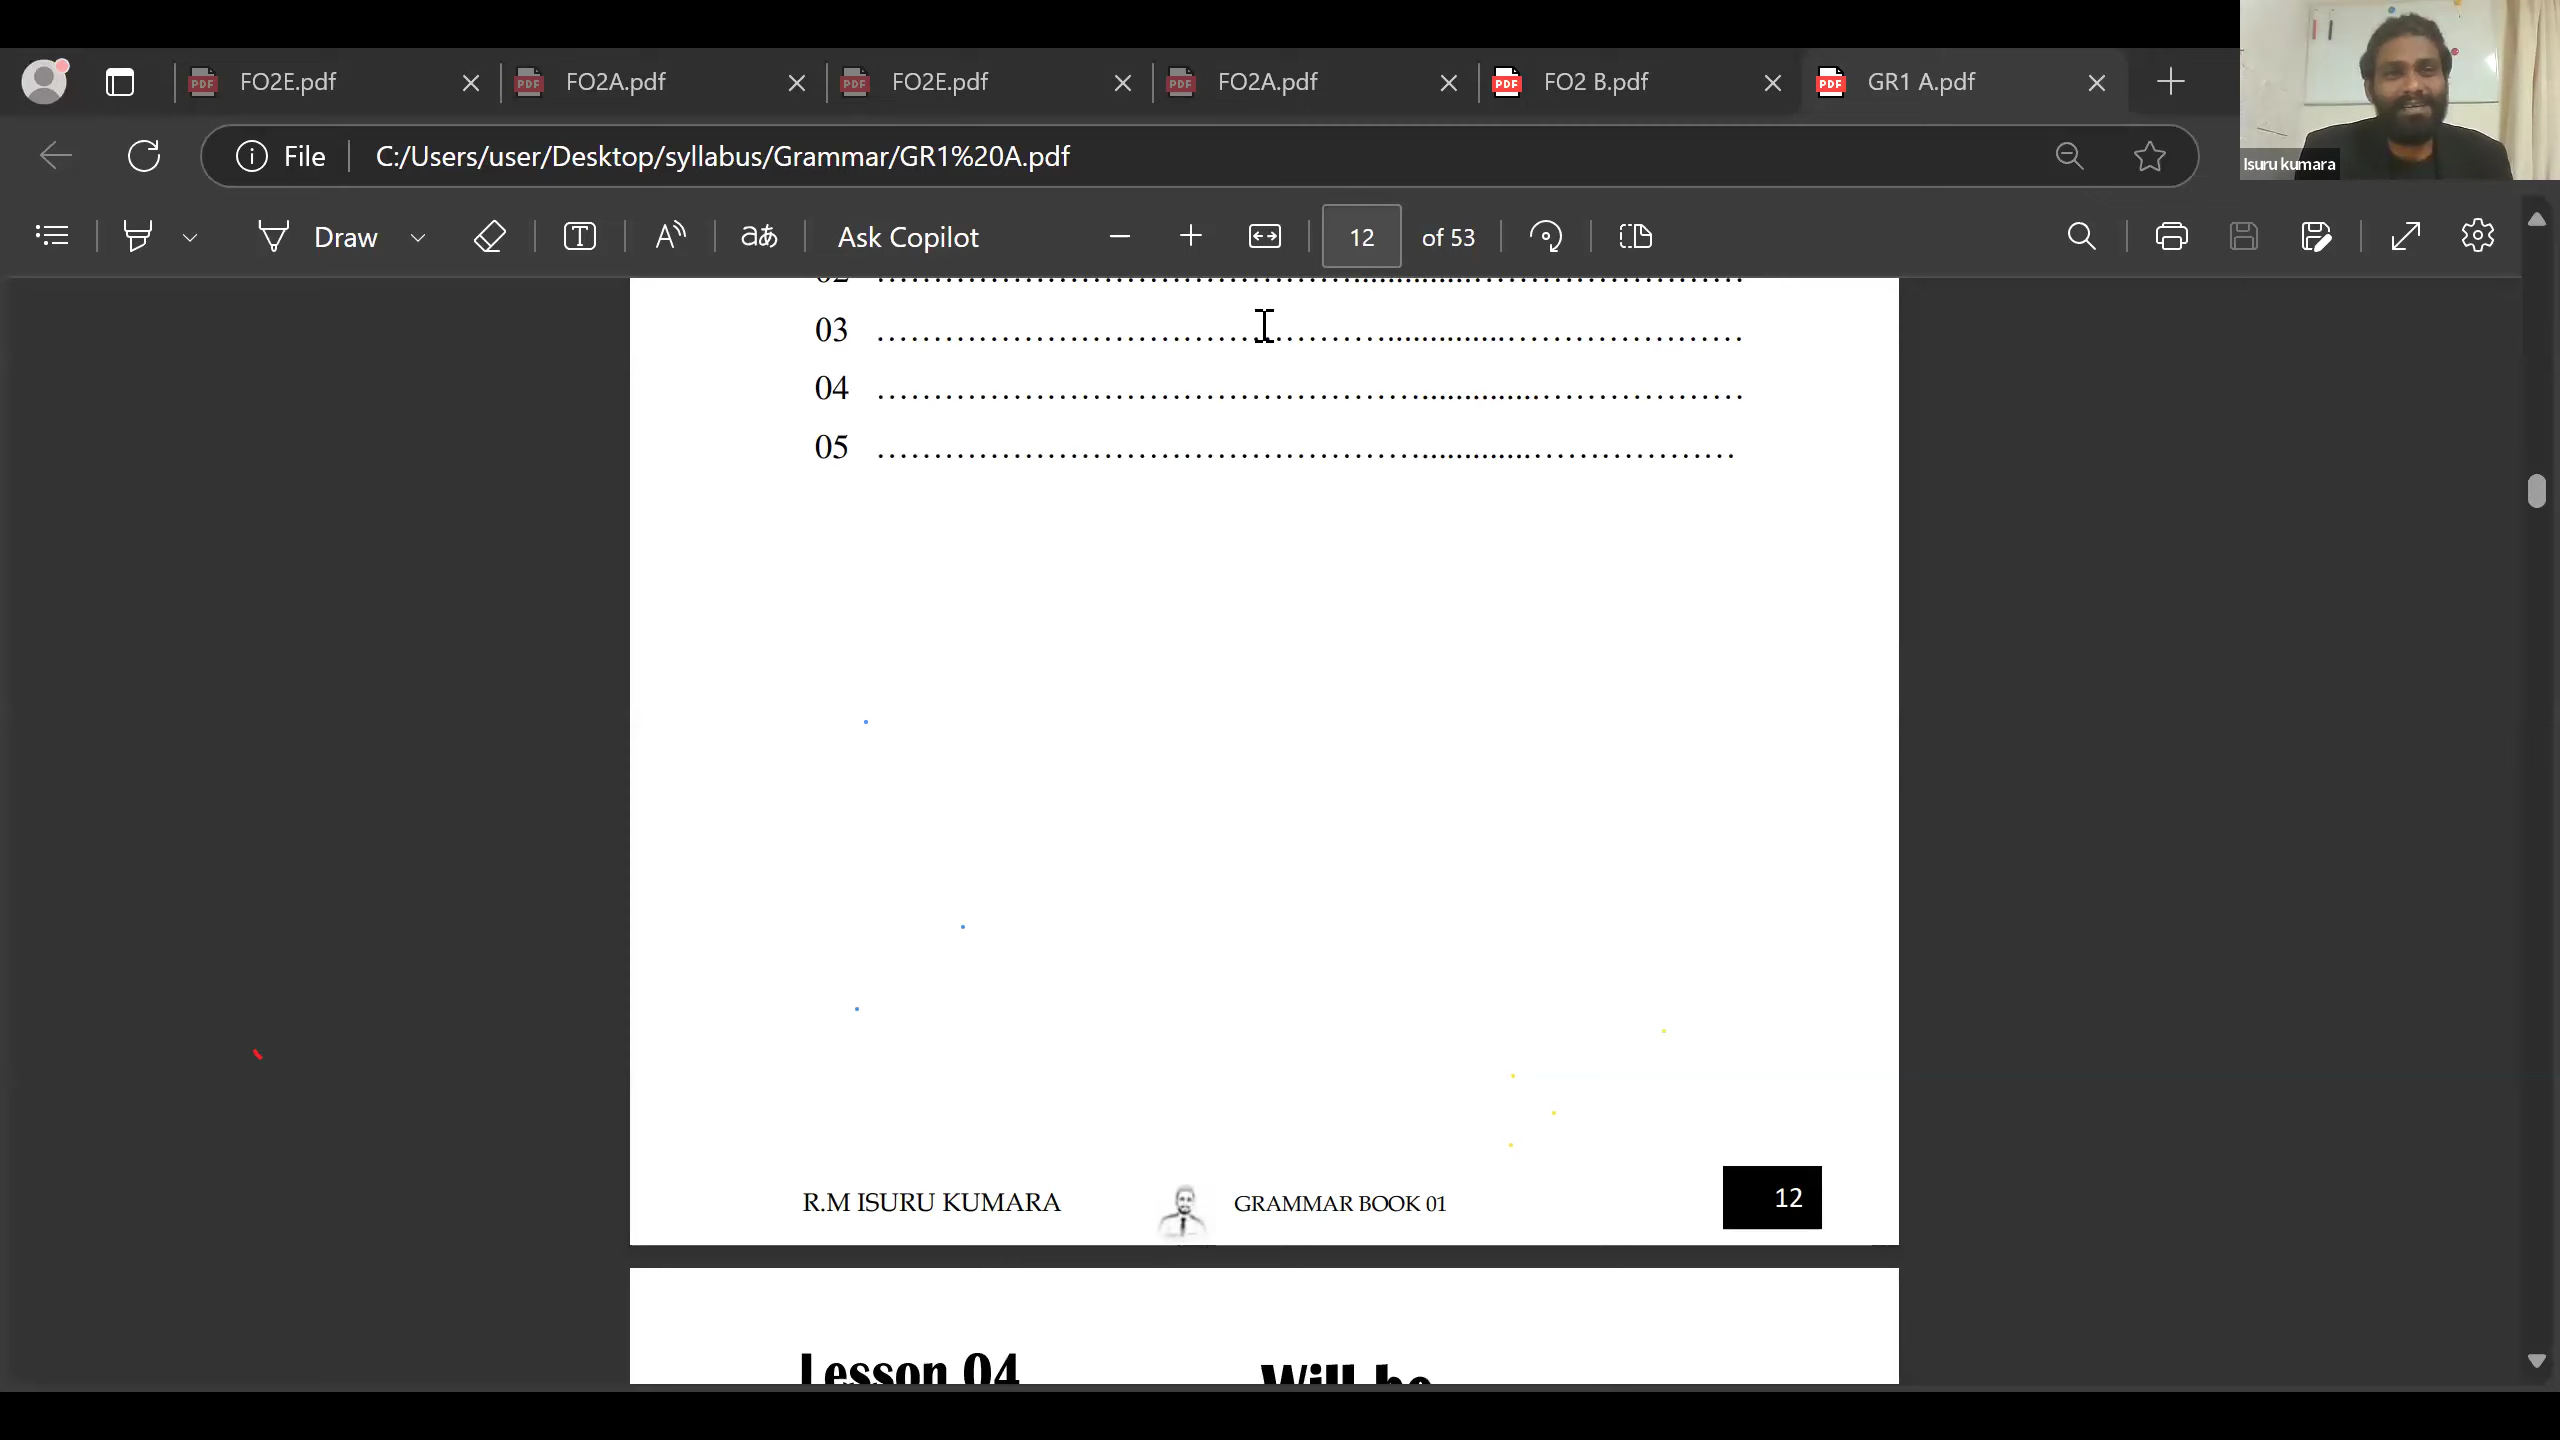 FO2E.pdf FO2A.pdf FO2E.pdf FO2A.pdf FO2 B.pdf GR1 A.pdf
File C:/Users/user/Desktop/syllabus/Grammar/GR1%20A.pdf
Isuru kumara
Draw Ask Copilot 12 of 53
02 ................................................................
03 ................................................................
04 ................................................................
05 ................................................................
R.M ISURU KUMARA GRAMMAR BOOK 01 12
Lesson 04 Will be